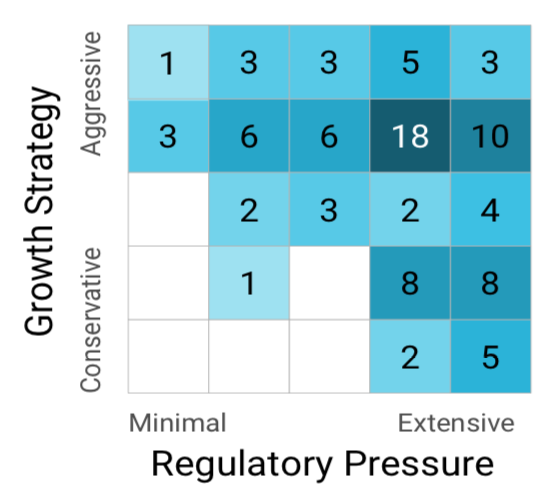 Growth Strategy
Aggressive
Conservative
1 3 3 5 3
3 6 6 18 10
2 3 2 4
1 8 8
2 5
Minimal Extensive
Regulatory Pressure